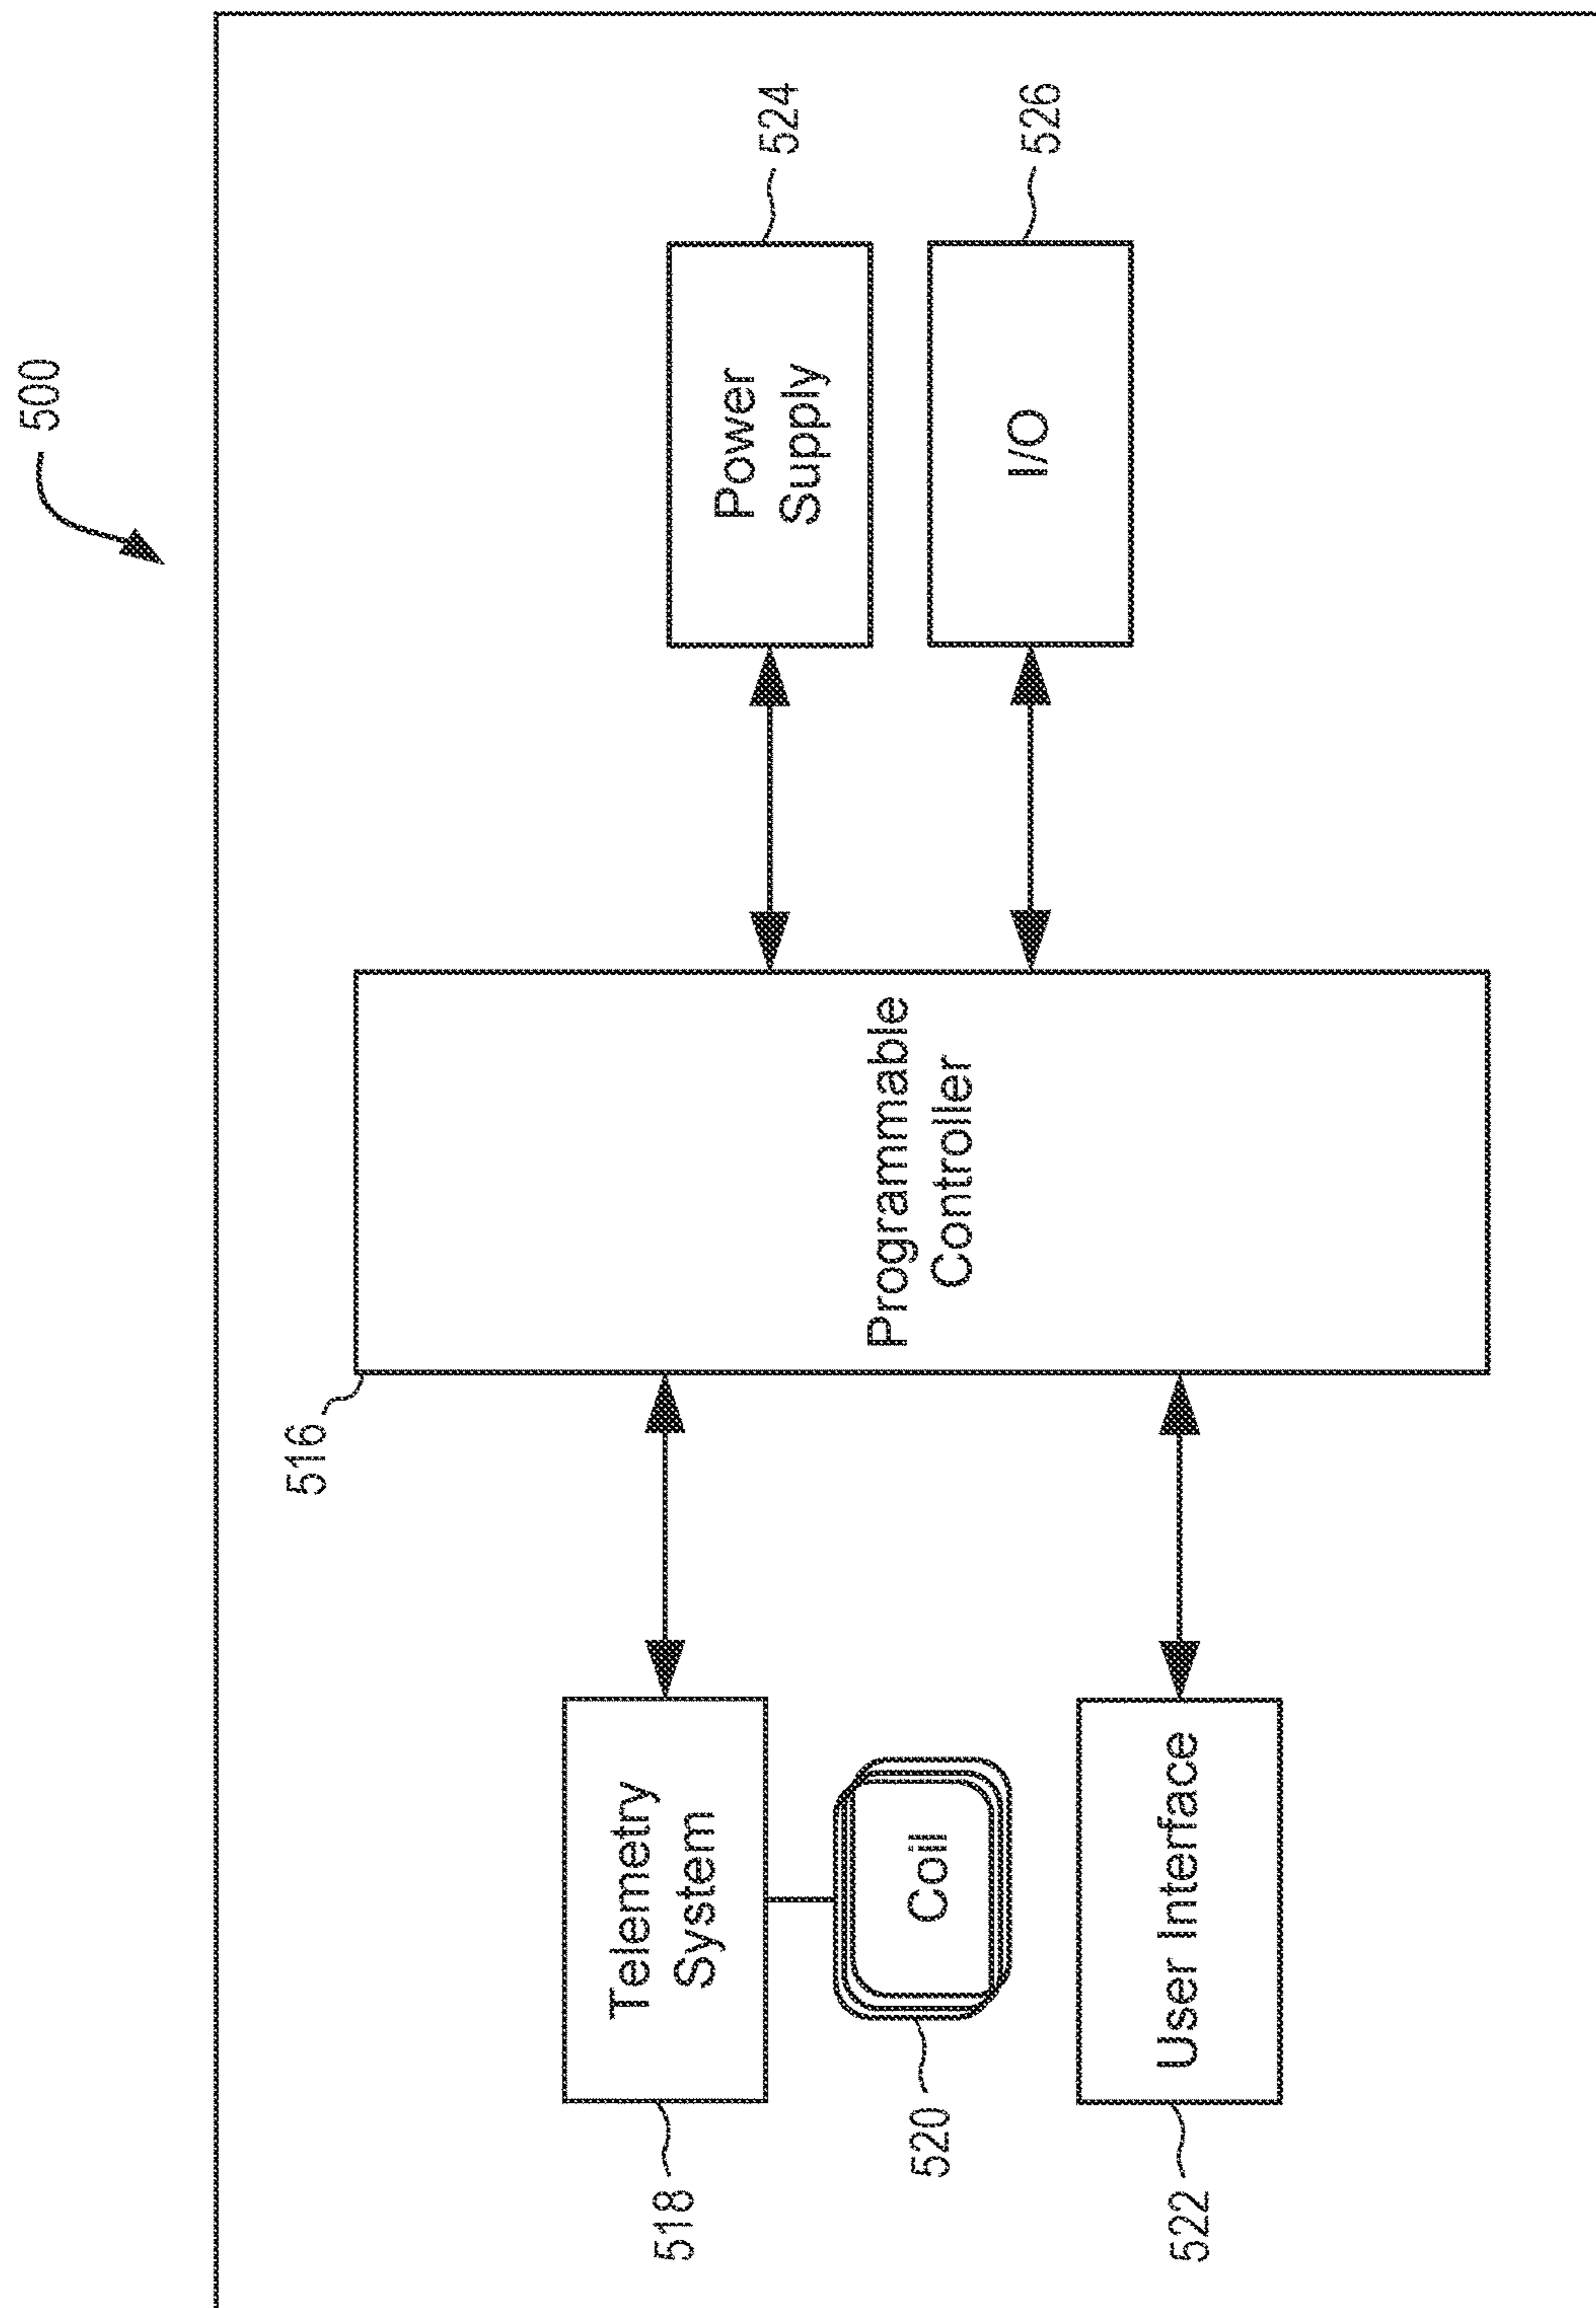 500
516
518
Telemetry
System
520
Coil
522
User Interface
Programmable
Controller
Power
Supply
524
I/O
526